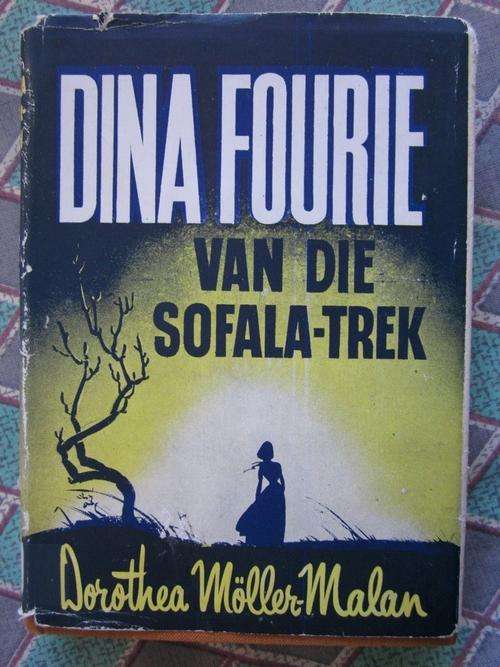 DINA FOURIE
VAN DIE
SOFALA-TREK
Dorothea Möller-Malan